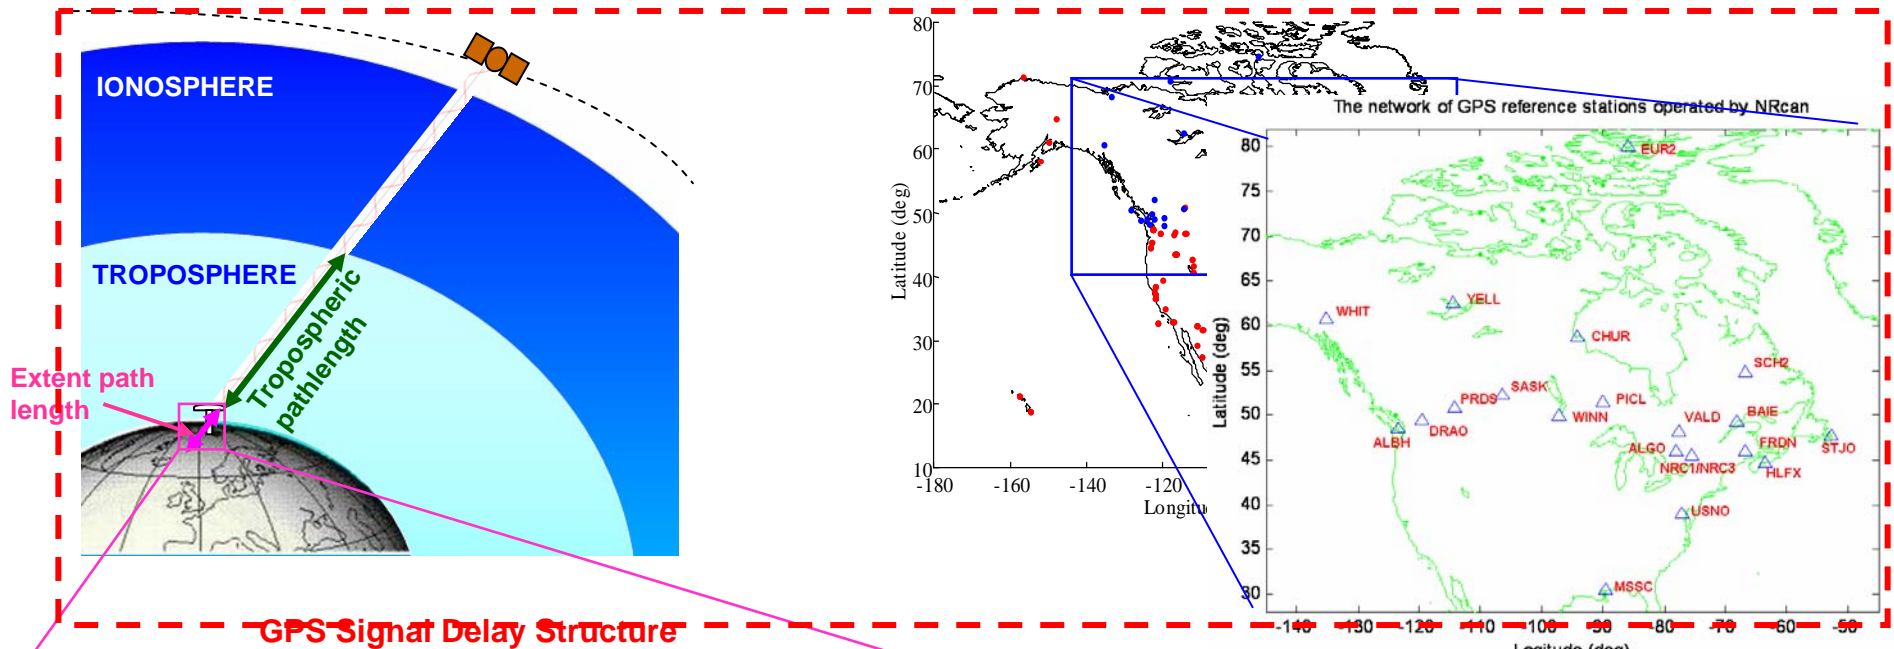 IONOSPHERE
TROPOSPHERE
Tropospheric
pathlength
Extent path
length
GPS Signal Delay Structure
80
70
60
50
40
30
20
10
Latitude (deg)
-180
-160
-140
-120
The network of GPS reference stations operated by NRcan
80
75
70
65
60
55
50
45
40
35
30
Latitude (deg)
EUR2
YELL
WHIT
CHUR
SCH2
SASK
PRDS
PICL
WINN
VALD
BAIE
DRAO
ALBH
ALGO
FRDN
STJO
NRC1/NRC3
HLFX
USNO
MSSC
-140
-130
-120
-110
-100
-90
-80
-70
-60
-50
Logitude (deg)